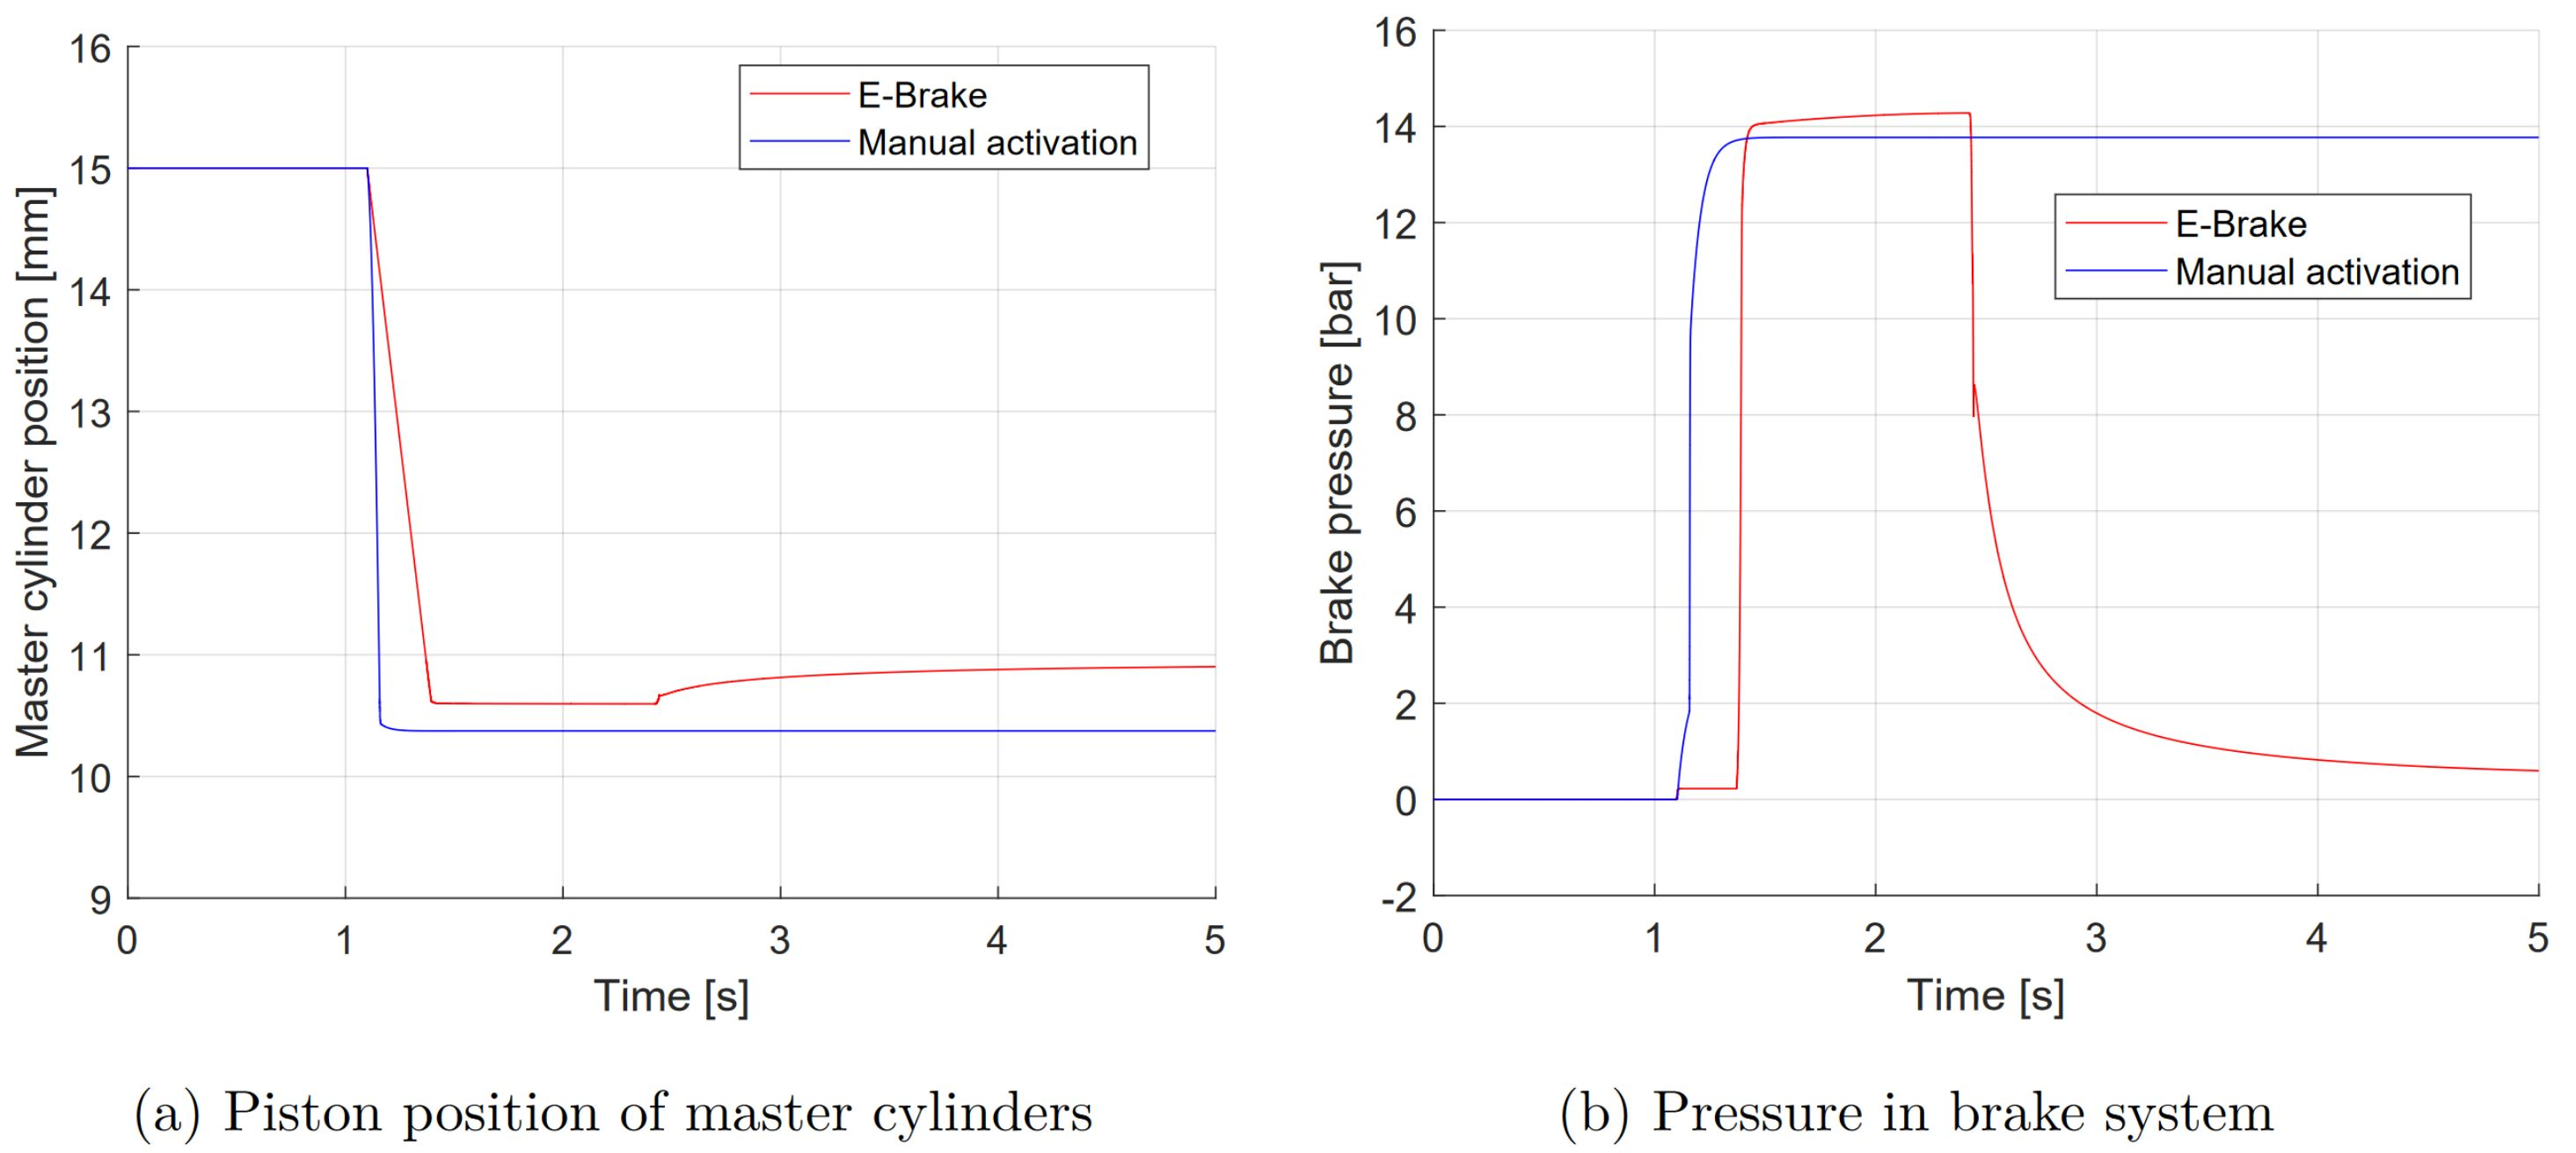 16
15
14
13
12
11
10
9
0 1 2 3 4 5
Master cylinder position [mm]
Time [s]
E-Brake
Manual activation
(a) Piston position of master cylinders
16
14
12
10
8
6
4
2
0
-2
0 1 2 3 4 5
Brake pressure [bar]
Time [s]
E-Brake
Manual activation
(b) Pressure in brake system